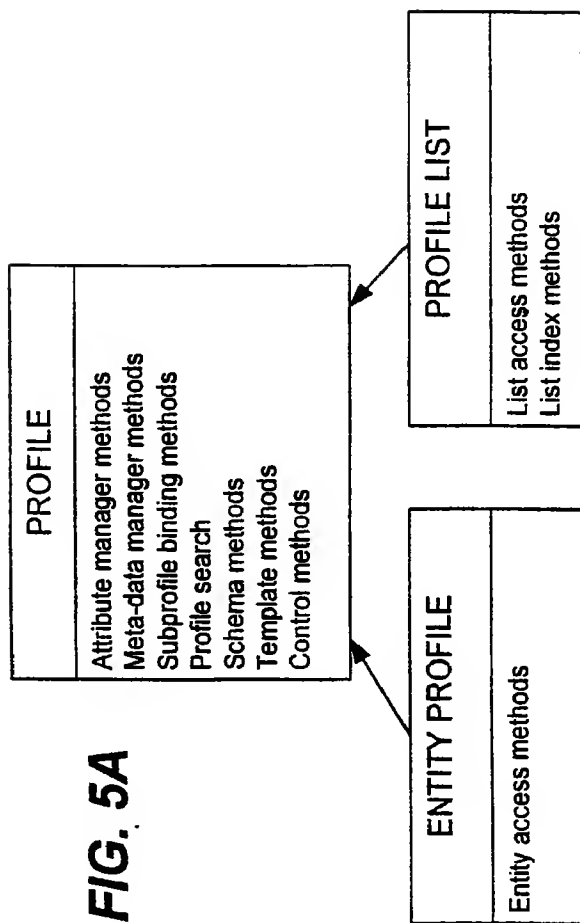 FIG. 5A
PROFILE
Attribute manager methods
Meta-data manager methods
Subprofile binding methods
Profile search
Schema methods
Template methods
Control methods
ENTITY PROFILE
Entity access methods
PROFILE LIST
List access methods
List index methods